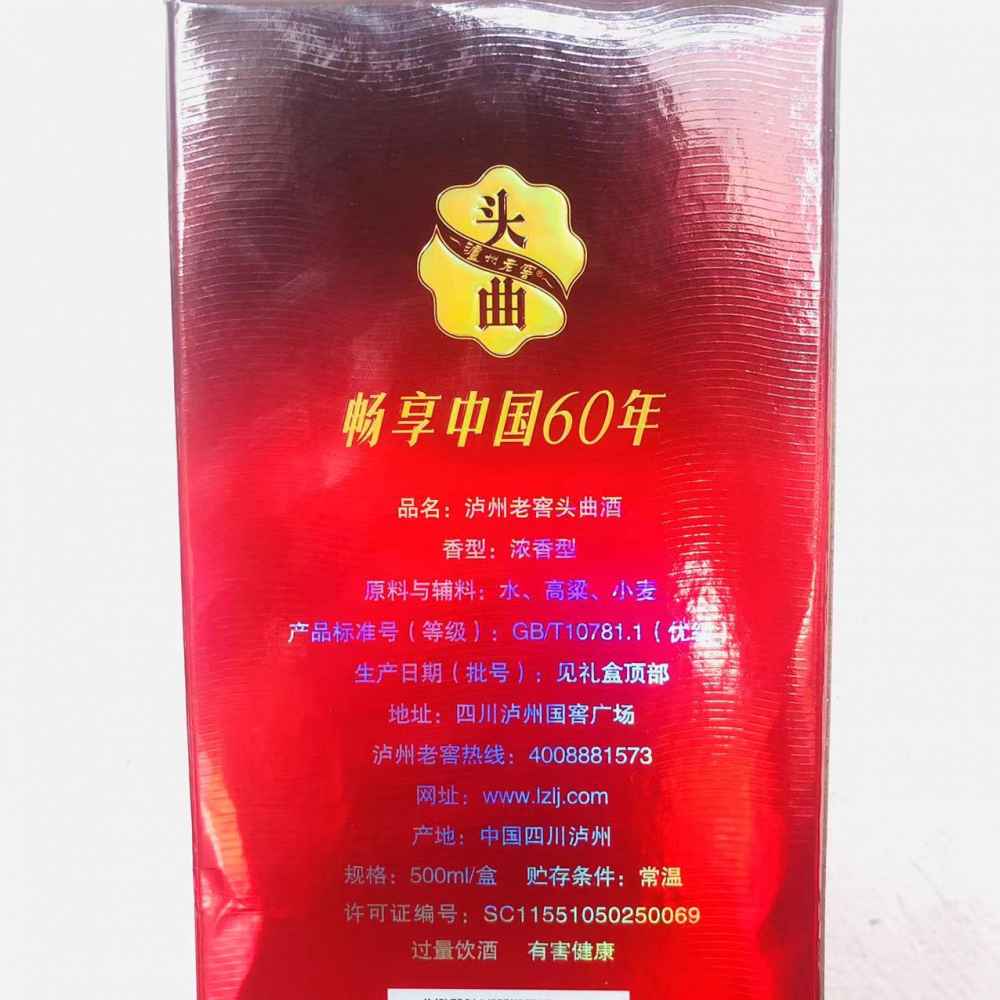 头
泸州老窖®
曲
畅享中国60年
品名：泸州老窖头曲酒
香型：浓香型
原料与辅料：水、高粱、小麦
产品标准号（等级）：GB/T10781.1（优级）
生产日期（批号）：见礼盒顶部
地址：四川泸州国窖广场
泸州老窖热线：4008881573
网址：www.lzlj.com
产地：中国四川泸州
规格：500ml/盒 贮存条件：常温
许可证编号：SC11551050250069
过量饮酒 有害健康